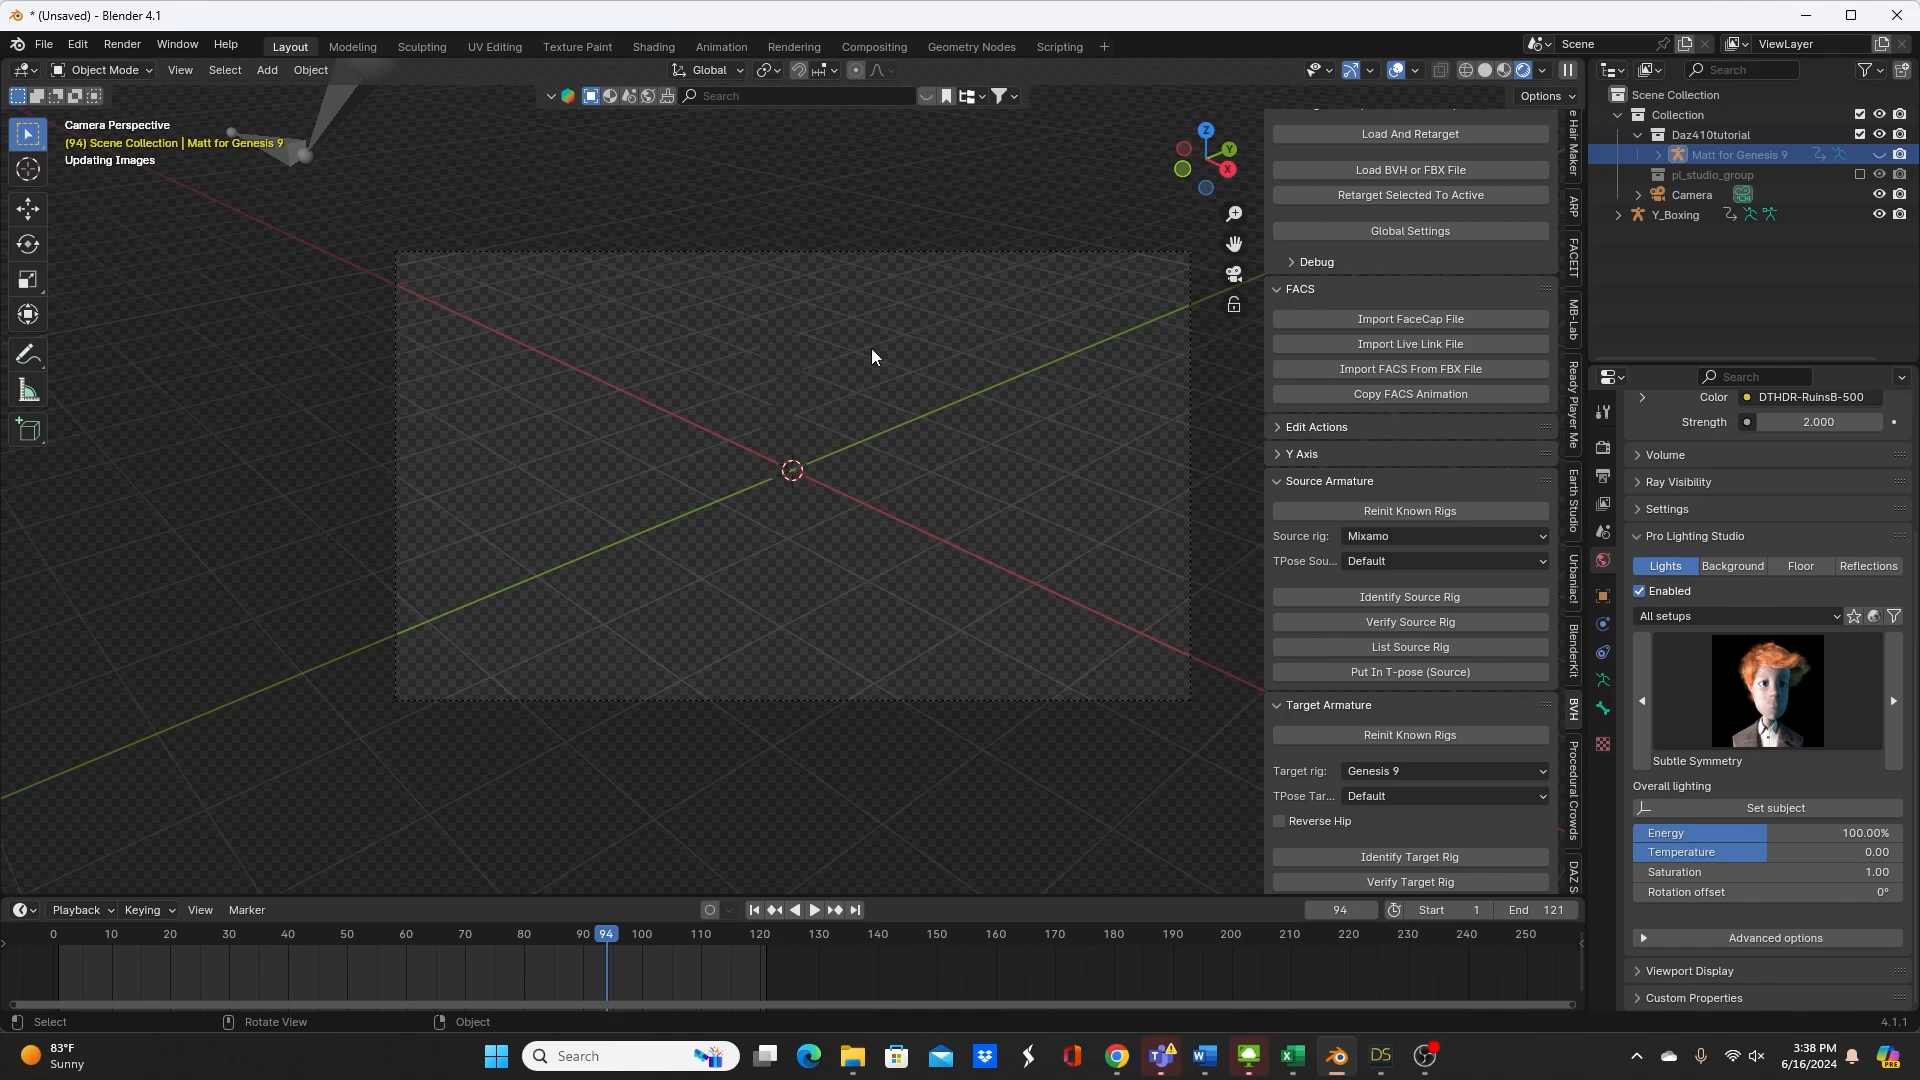 * (Unsaved) - Blender 4.1
File Edit Render Window Help
Layout Modeling Sculpting UV Editing Texture Paint Shading Animation Rendering Compositing Geometry Nodes Scripting +
Scene
ViewLayer
Object Mode View Select Add Object
Global
Search
Search
Options
Camera Perspective
(94) Scene Collection | Matt for Genesis 9
Updating Images
Z
Y
X
Load And Retarget
Load BVH or FBX File
Retarget Selected To Active
Global Settings
Debug
FACS
Import FaceCap File
Import Live Link File
Import FACS From FBX File
Copy FACS Animation
Edit Actions
Y Axis
Source Armature
Reinit Known Rigs
Source rig: Mixamo
TPose Sou... Default
Identify Source Rig
Verify Source Rig
List Source Rig
Put In T-pose (Source)
Target Armature
Reinit Known Rigs
Target rig: Genesis 9
TPose Tar... Default
Reverse Hip
Identify Target Rig
Verify Target Rig
e Hair Maker
ARP
FACEIT
MB-Lab
Ready Player Me
Earth Studio
Urbaniac!
BlenderKit
BVH
Procedural Crowds
DAZ S
Scene Collection
Collection
Daz410tutorial
Matt for Genesis 9
pl_studio_group
Camera
Y_Boxing
Search
Color DTHDR-RuinsB-500
Strength 2.000
Volume
Ray Visibility
Settings
Pro Lighting Studio
Lights Background Floor Reflections
Enabled
All setups
Subtle Symmetry
Overall lighting
Set subject
Energy 100.00%
Temperature 0.00
Saturation 1.00
Rotation offset 0°
Advanced options
Viewport Display
Custom Properties
Playback Keying View Marker
94 Start 1 End 121
0 10 20 30 40 50 60 70 80 90 94 100 110 120 130 140 150 160 170 180 190 200 210 220 230 240 250
Select Rotate View Object
4.1.1
83°F
Sunny
Search
DS
3:38 PM
6/16/2024
PRE